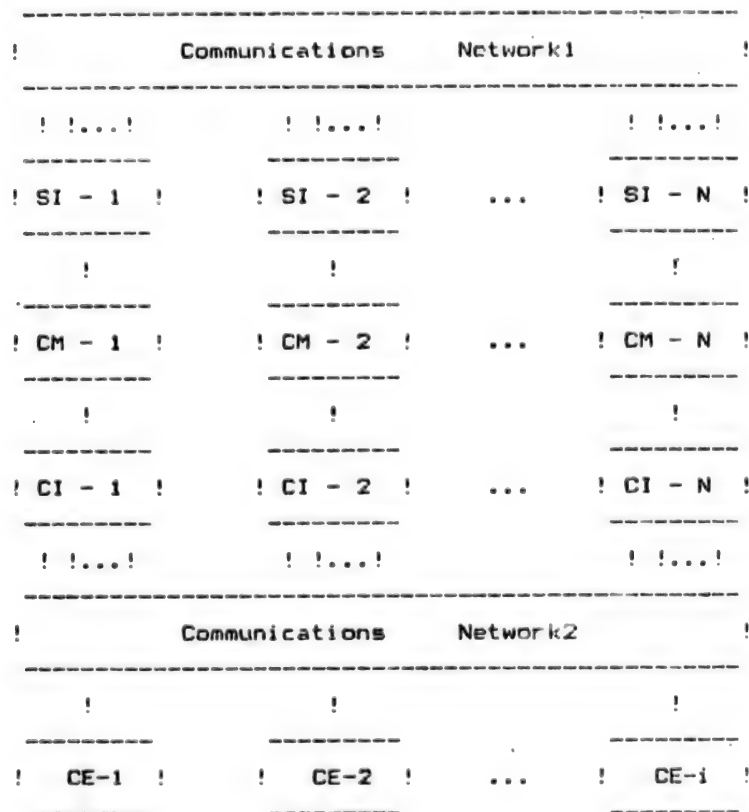 Communications Network1
! !...! ! !...! ! !...!
! SI - 1 ! ! SI - 2 ! ... ! SI - N !
! ! !
! CM - 1 ! ! CM - 2 ! ... ! CM - N !
! ! !
! CI - 1 ! ! CI - 2 ! ... ! CI - N !
! !...! ! !...! ! !...!
! Communications Network2 !
! ! !
! CE-1 ! ! CE-2 ! ... ! CE-i !